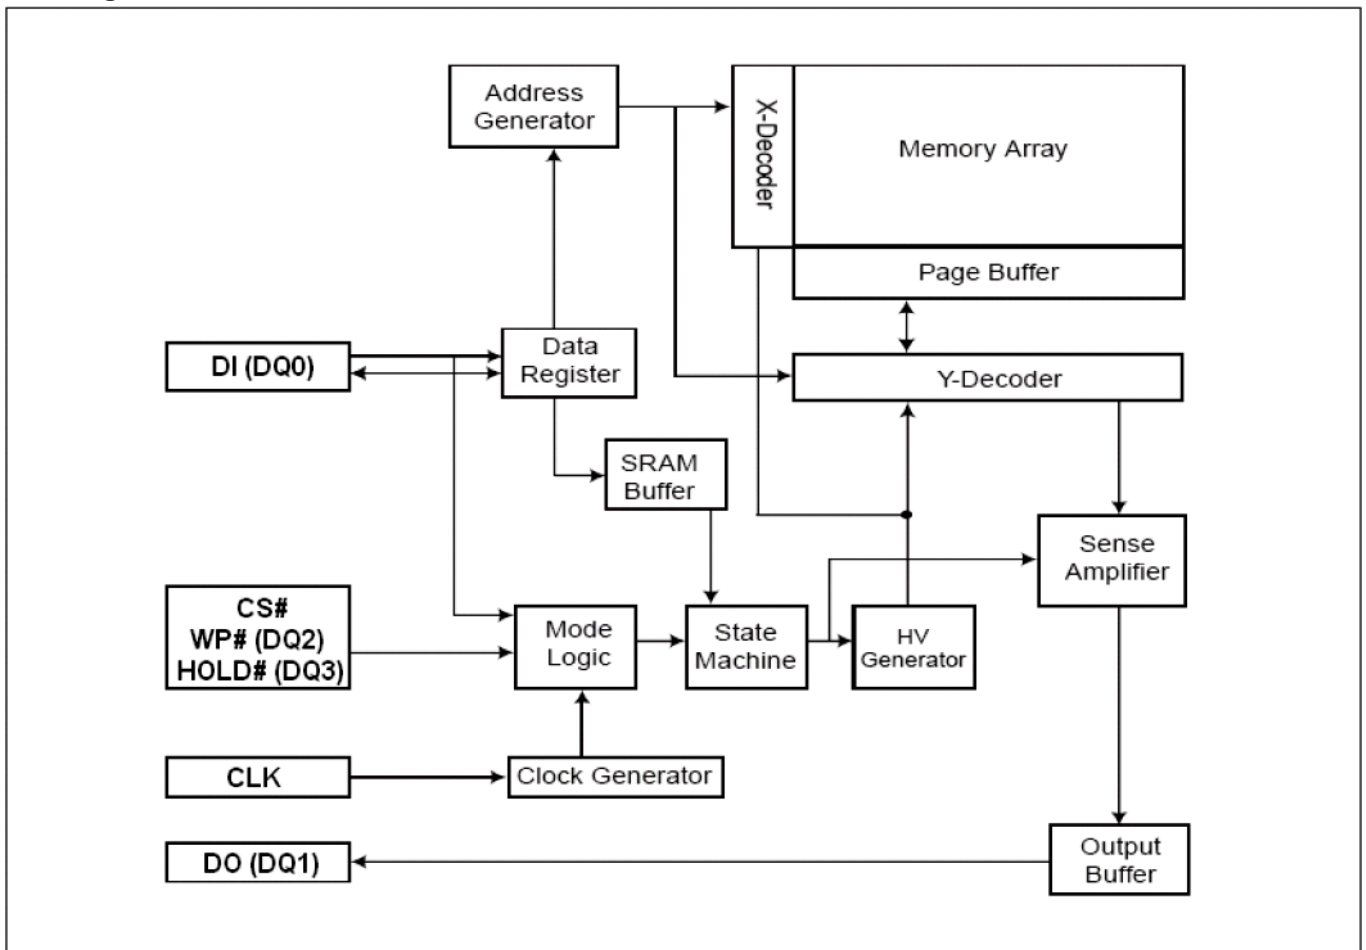 Address
Generator
X-Decoder
Memory Array
Page Buffer
DI (DQ0)
Data
Register
Y-Decoder
SRAM
Buffer
Sense
Amplifier
CS#
WP# (DQ2)
HOLD# (DQ3)
Mode
Logic
State
Machine
HV
Generator
CLK
Clock Generator
DO (DQ1)
Output
Buffer